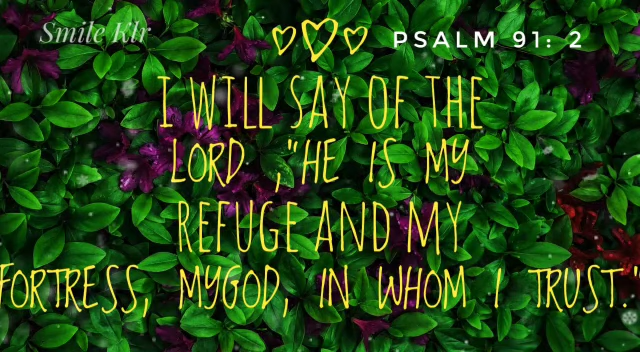 Smile Klr
PSALM 91: 2
I WILL SAY OF THE
LORD ,"HE IS MY
REFUGE AND MY
FORTRESS, MYGOD, IN WHOM I TRUST.."